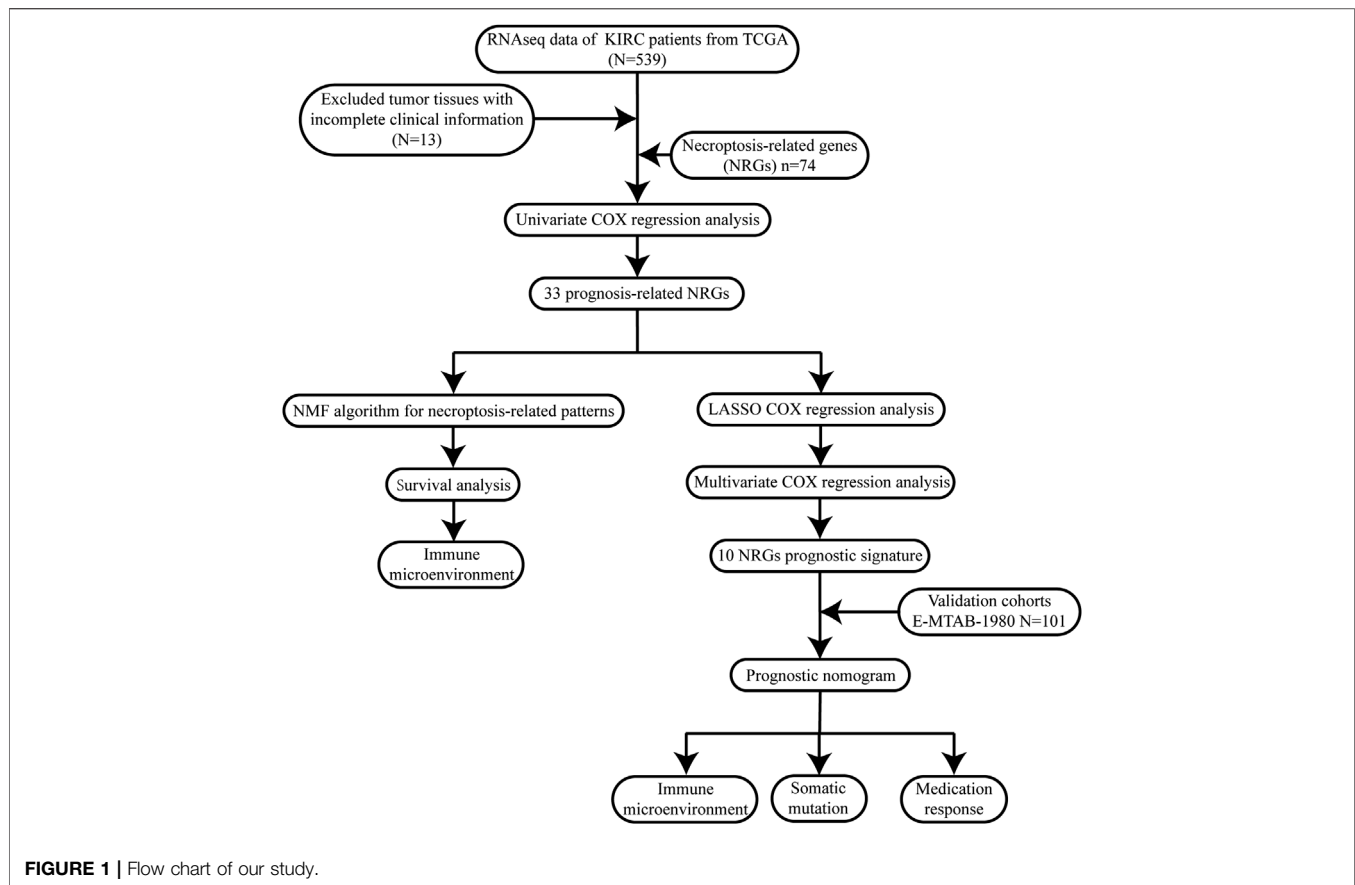 RNAseq data of KIRC patients from TCGA
(N=539)
Excluded tumor tissues with
incomplete clinical information
(N=13)
Necroptosis-related genes
(NRGs) n=74
Univariate COX regression analysis
33 prognosis-related NRGs
NMF algorithm for necroptosis-related patterns
LASSO COX regression analysis
Survival analysis
Multivariate COX regression analysis
Immune
microenvironment
10 NRGs prognostic signature
Validation cohorts
E-MTAB-1980 N=101
Prognostic nomogram
Immune
microenvironment
Somatic
mutation
Medication
response
FIGURE 1 | Flow chart of our study.